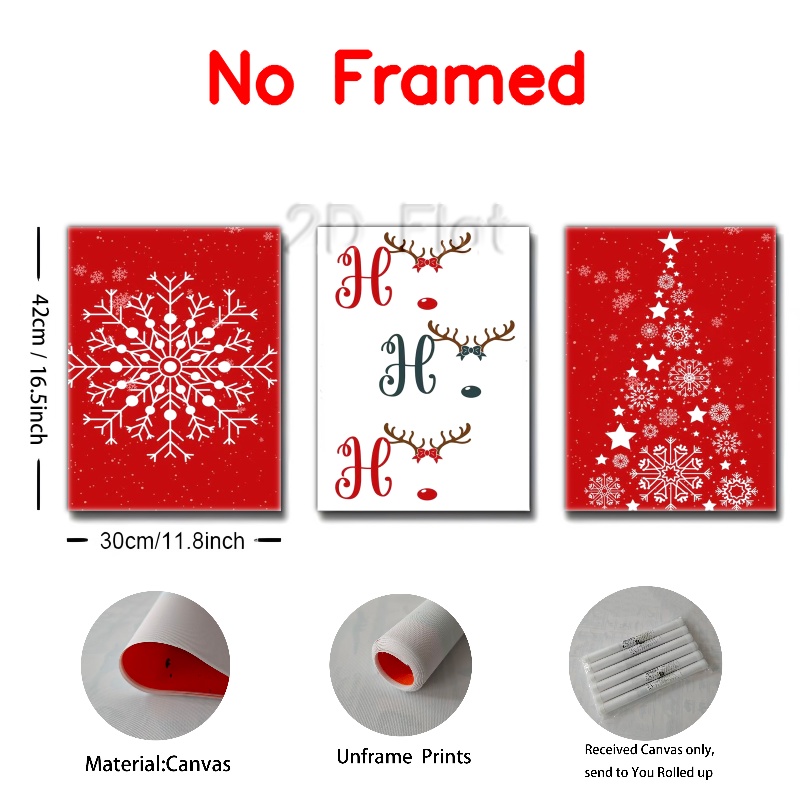 No Framed
2D Flat
42cm / 16.5inch
H
H
H
30cm/11.8inch
Material:Canvas
Unframe Prints
Received Canvas only,
send to You Rolled up